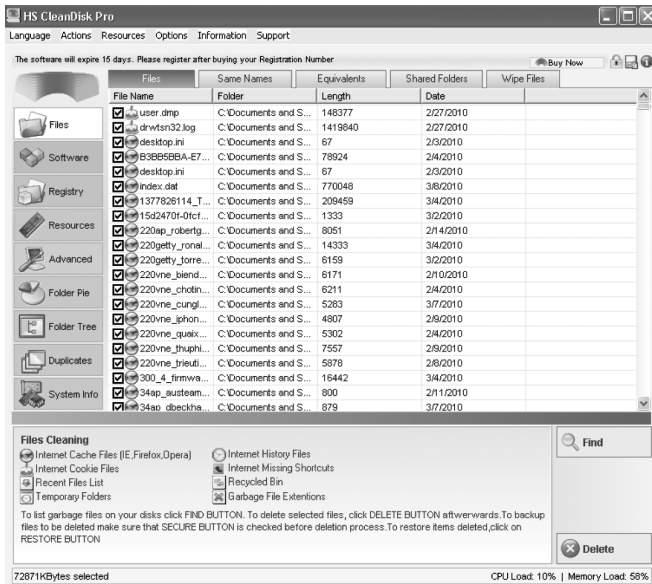 HS CleanDisk Pro
Language Actions Resources Options Information Support
The software will expire 15 days. Please register after buying your Registration Number
Buy Now
Files Same Names Equivalents Shared Folders Wipe Files
File Name Folder Length Date
user.dmp C:\Documents and S... 148377 2/27/2010
drwtsn32.log C:\Documents and S... 1419840 2/27/2010
desktop.ini C:\Documents and S... 67 2/3/2010
B3BB5BBA-E7... C:\Documents and S... 78924 2/4/2010
desktop.ini C:\Documents and S... 67 2/3/2010
index.dat C:\Documents and S... 770048 3/8/2010
1377826114_T... C:\Documents and S... 209459 3/4/2010
15d2470f-0fcf... C:\Documents and S... 1333 3/2/2010
220ap_robertg... C:\Documents and S... 8051 2/14/2010
220getty_ronal... C:\Documents and S... 14333 3/4/2010
220getty_torre... C:\Documents and S... 6159 3/2/2010
220vne_biend... C:\Documents and S... 6171 2/10/2010
220vne_chotin... C:\Documents and S... 6211 2/4/2010
220vne_cungl... C:\Documents and S... 5283 3/7/2010
220vne_iphon... C:\Documents and S... 4807 2/9/2010
220vne_quaix... C:\Documents and S... 5302 2/4/2010
220vne_thuphi... C:\Documents and S... 7557 2/9/2010
220vne_trieuti... C:\Documents and S... 5878 2/8/2010
300_4_firmwa... C:\Documents and S... 16442 3/4/2010
34ap_austeam... C:\Documents and S... 800 2/11/2010
34ap_dbeckha... C:\Documents and S... 879 3/7/2010
Files
Software
Registry
Resources
Advanced
Folder Pie
Folder Tree
Duplicates
System Info
Files Cleaning
Internet Cache Files (IE,Firefox,Opera)
Internet Cookie Files
Recent Files List
Temporary Folders
Internet History Files
Internet Missing Shortcuts
Recycled Bin
Garbage File Extentions
To list garbage files on your disks click FIND BUTTON. To delete selected files, click DELETE BUTTON aftwerwards.To backup
files to be deleted make sure that SECURE BUTTON is checked before deletion process.To restore items deleted,click on
RESTORE BUTTON
Find
Delete
72871KBytes selected
CPU Load: 10% | Memory Load: 58%